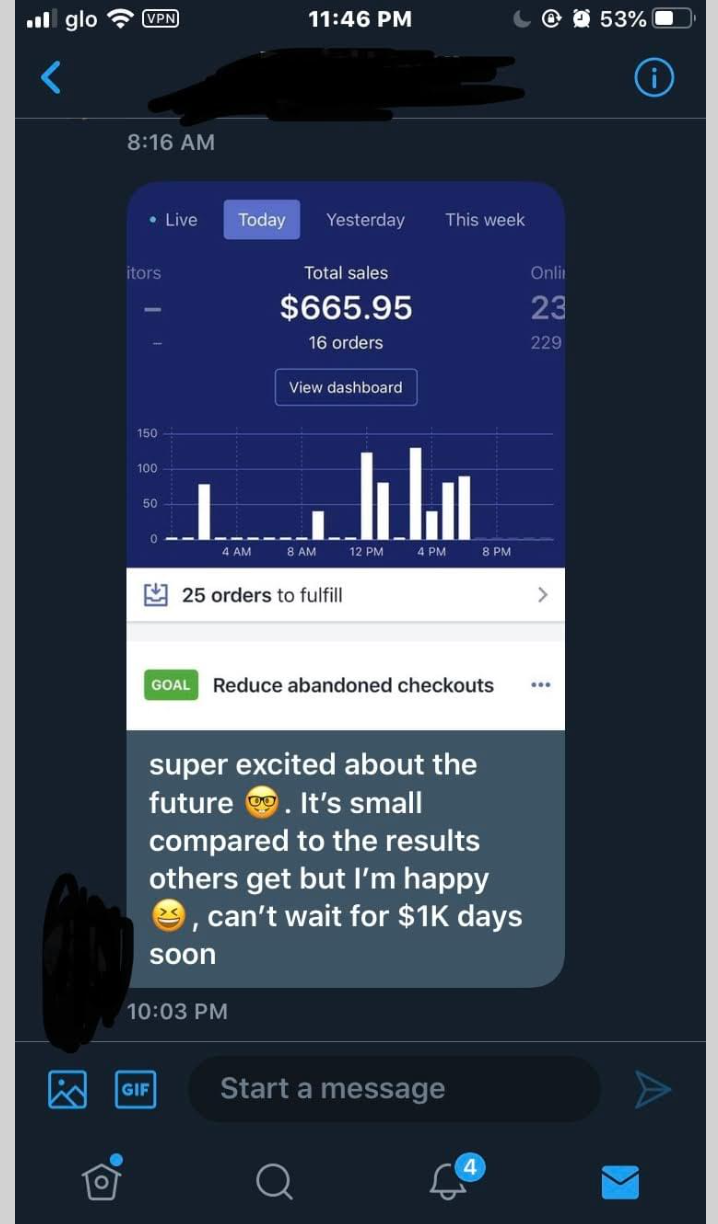 glo VPN 11:46 PM 53%
8:16 AM
Live Today Yesterday This week
itors Total sales Onli
– $665.95 23
– 16 orders 229
View dashboard
150
100
50
0
4 AM 8 AM 12 PM 4 PM 8 PM
25 orders to fulfill
GOAL Reduce abandoned checkouts
super excited about the
future 🤓. It’s small
compared to the results
others get but I’m happy
😆, can’t wait for $1K days
soon
10:03 PM
GIF Start a message
4